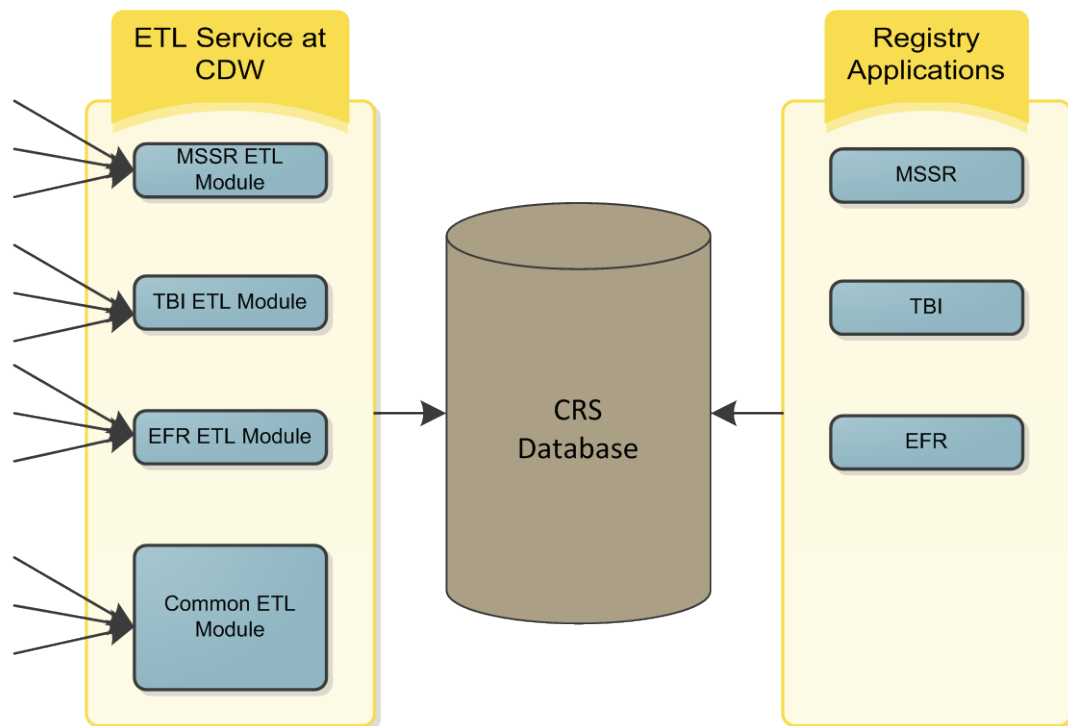 ETL Service at
CDW
MSSR ETL
Module
TBI ETL Module
EFR ETL Module
Common ETL
Module
CRS
Database
Registry
Applications
MSSR
TBI
EFR